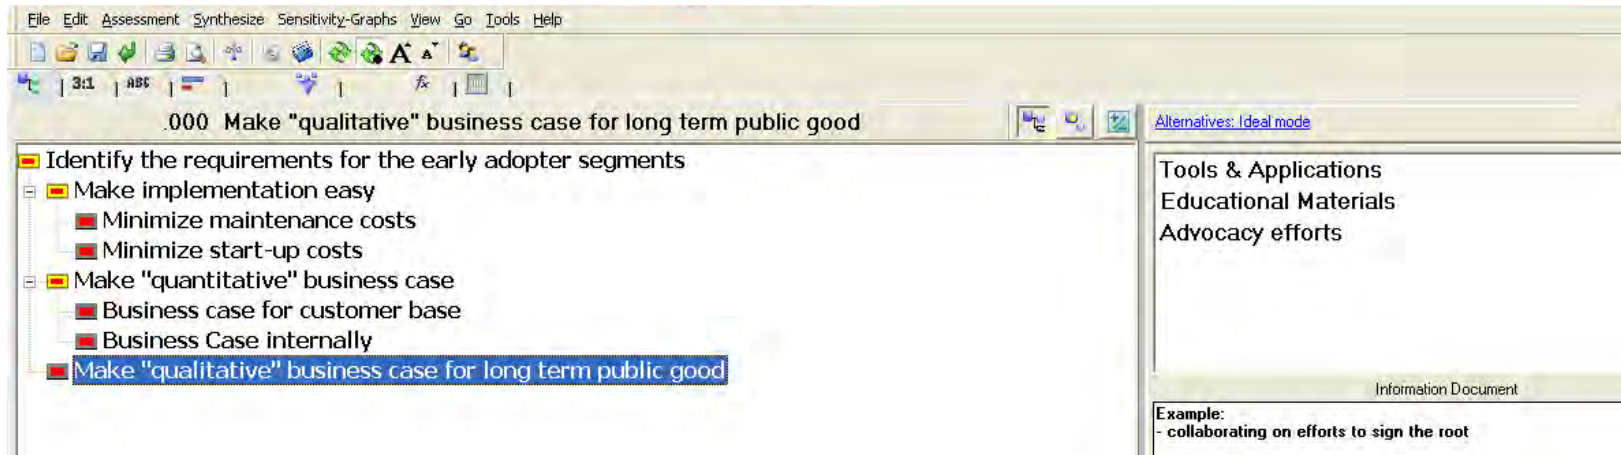 File Edit Assessment Synthesize Sensitivity-Graphs View Go Tools Help
3:1 ABC fx
.000 Make "qualitative" business case for long term public good
Alternatives: Ideal mode
Identify the requirements for the early adopter segments
Make implementation easy
Minimize maintenance costs
Minimize start-up costs
Make "quantitative" business case
Business case for customer base
Business Case internally
Make "qualitative" business case for long term public good
Tools & Applications
Educational Materials
Advocacy efforts
Information Document
Example:
- collaborating on efforts to sign the root